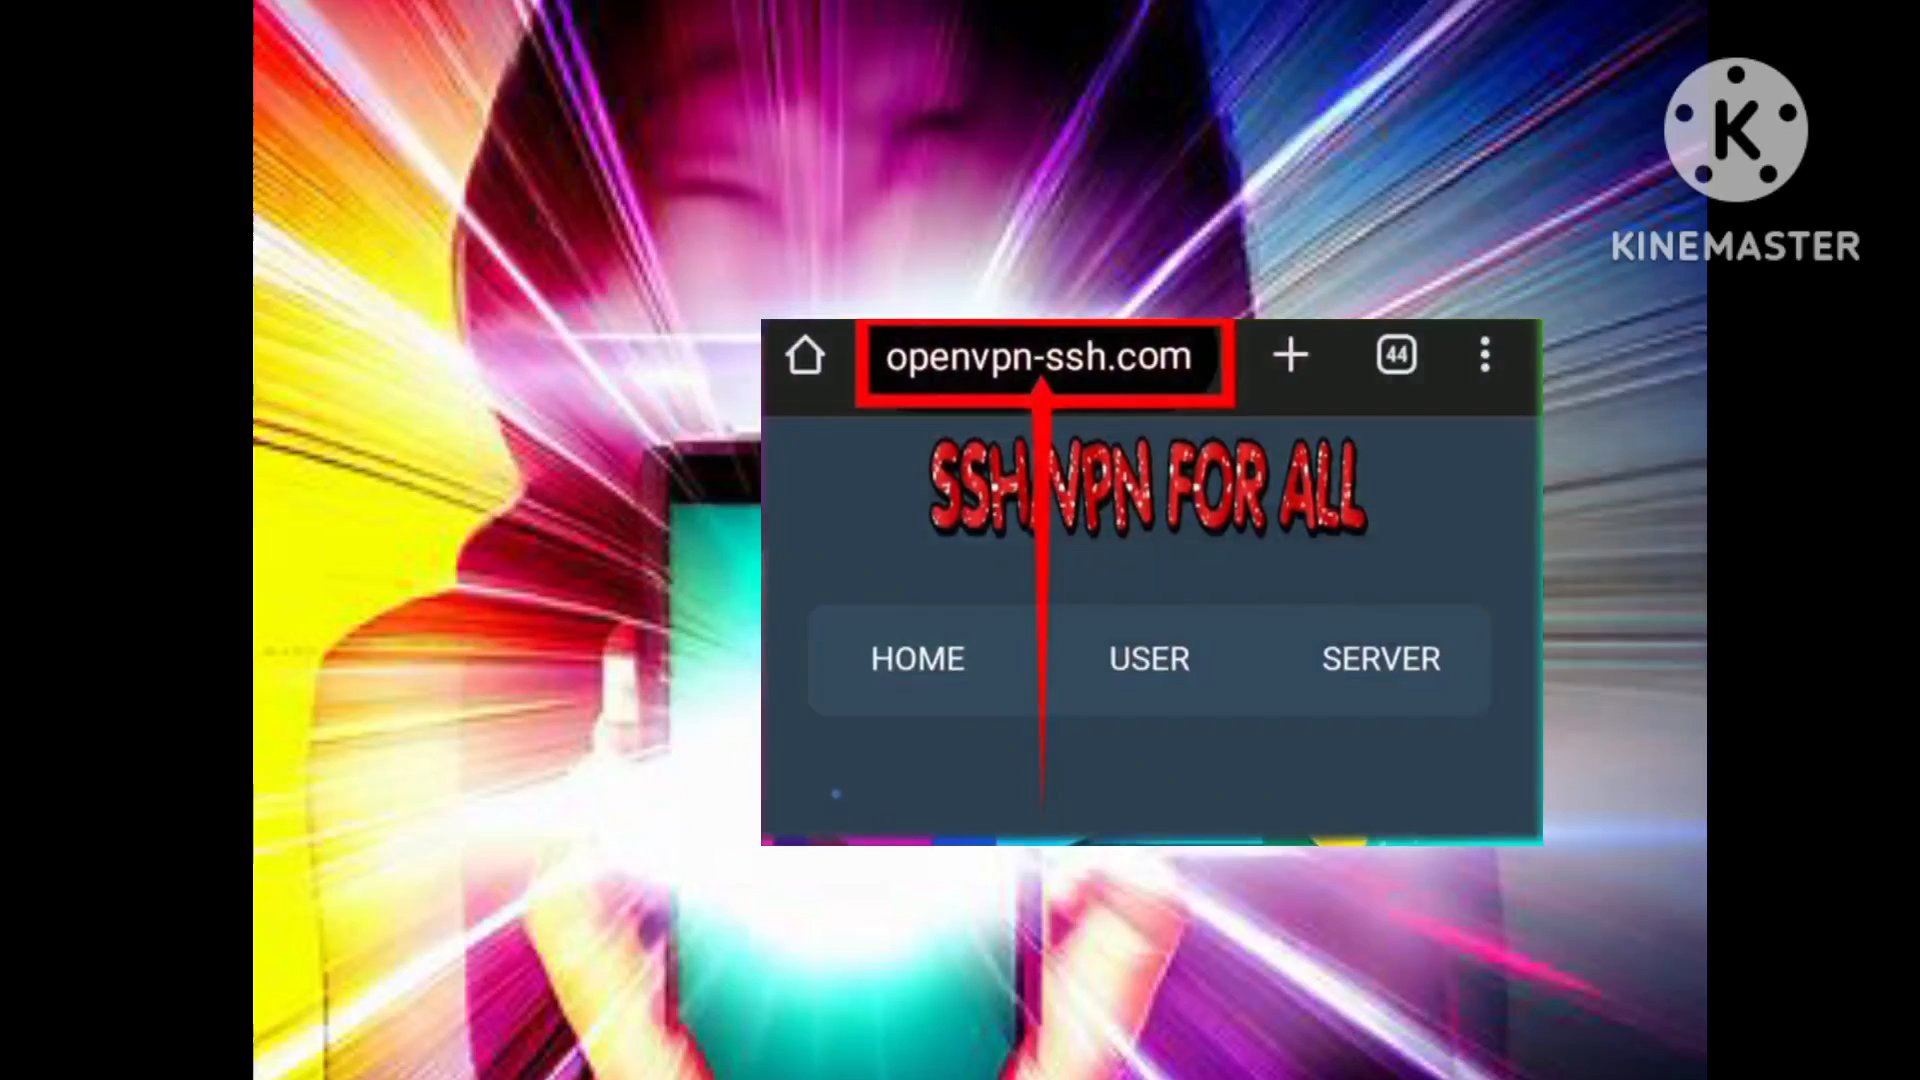 K
KINEMASTER
openvpn-ssh.com
44
SSH VPN FOR ALL
HOME
USER
SERVER